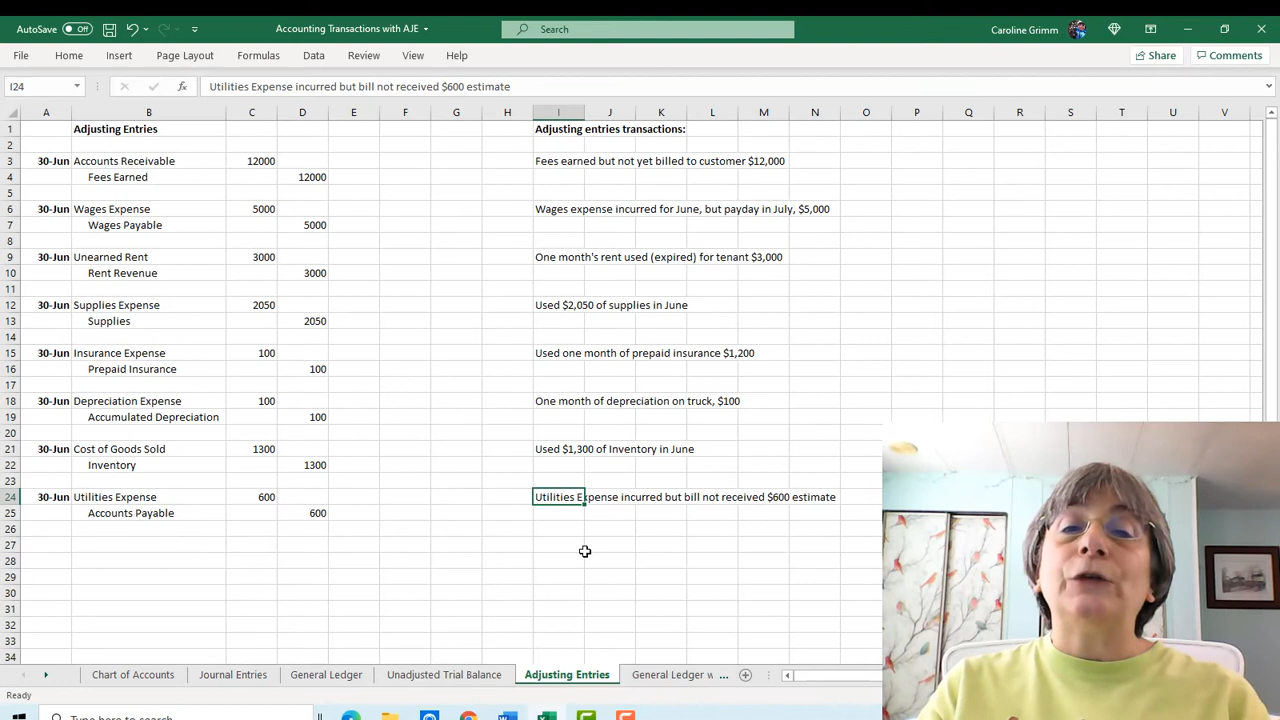 AutoSave Off Accounting Transactions with AJE Search Caroline Grimm
File Home Insert Page Layout Formulas Data Review View Help Share Comments
I24 fx Utilities Expense incurred but bill not received $600 estimate
A B C D E F G H I J K L M N O P Q R S T U V
1 Adjusting Entries Adjusting entries transactions:
2
3 30-Jun Accounts Receivable 12000 Fees earned but not yet billed to customer $12,000
4 Fees Earned 12000
5
6 30-Jun Wages Expense 5000 Wages expense incurred for June, but payday in July, $5,000
7 Wages Payable 5000
8
9 30-Jun Unearned Rent 3000 One month's rent used (expired) for tenant $3,000
10 Rent Revenue 3000
11
12 30-Jun Supplies Expense 2050 Used $2,050 of supplies in June
13 Supplies 2050
14
15 30-Jun Insurance Expense 100 Used one month of prepaid insurance $1,200
16 Prepaid Insurance 100
17
18 30-Jun Depreciation Expense 100 One month of depreciation on truck, $100
19 Accumulated Depreciation 100
20
21 30-Jun Cost of Goods Sold 1300 Used $1,300 of Inventory in June
22 Inventory 1300
23
24 30-Jun Utilities Expense 600 Utilities Expense incurred but bill not received $600 estimate
25 Accounts Payable 600
26
27
28
29
30
31
32
33
34
Chart of Accounts Journal Entries General Ledger Unadjusted Trial Balance Adjusting Entries General Ledger w ...
Ready
Type here to search